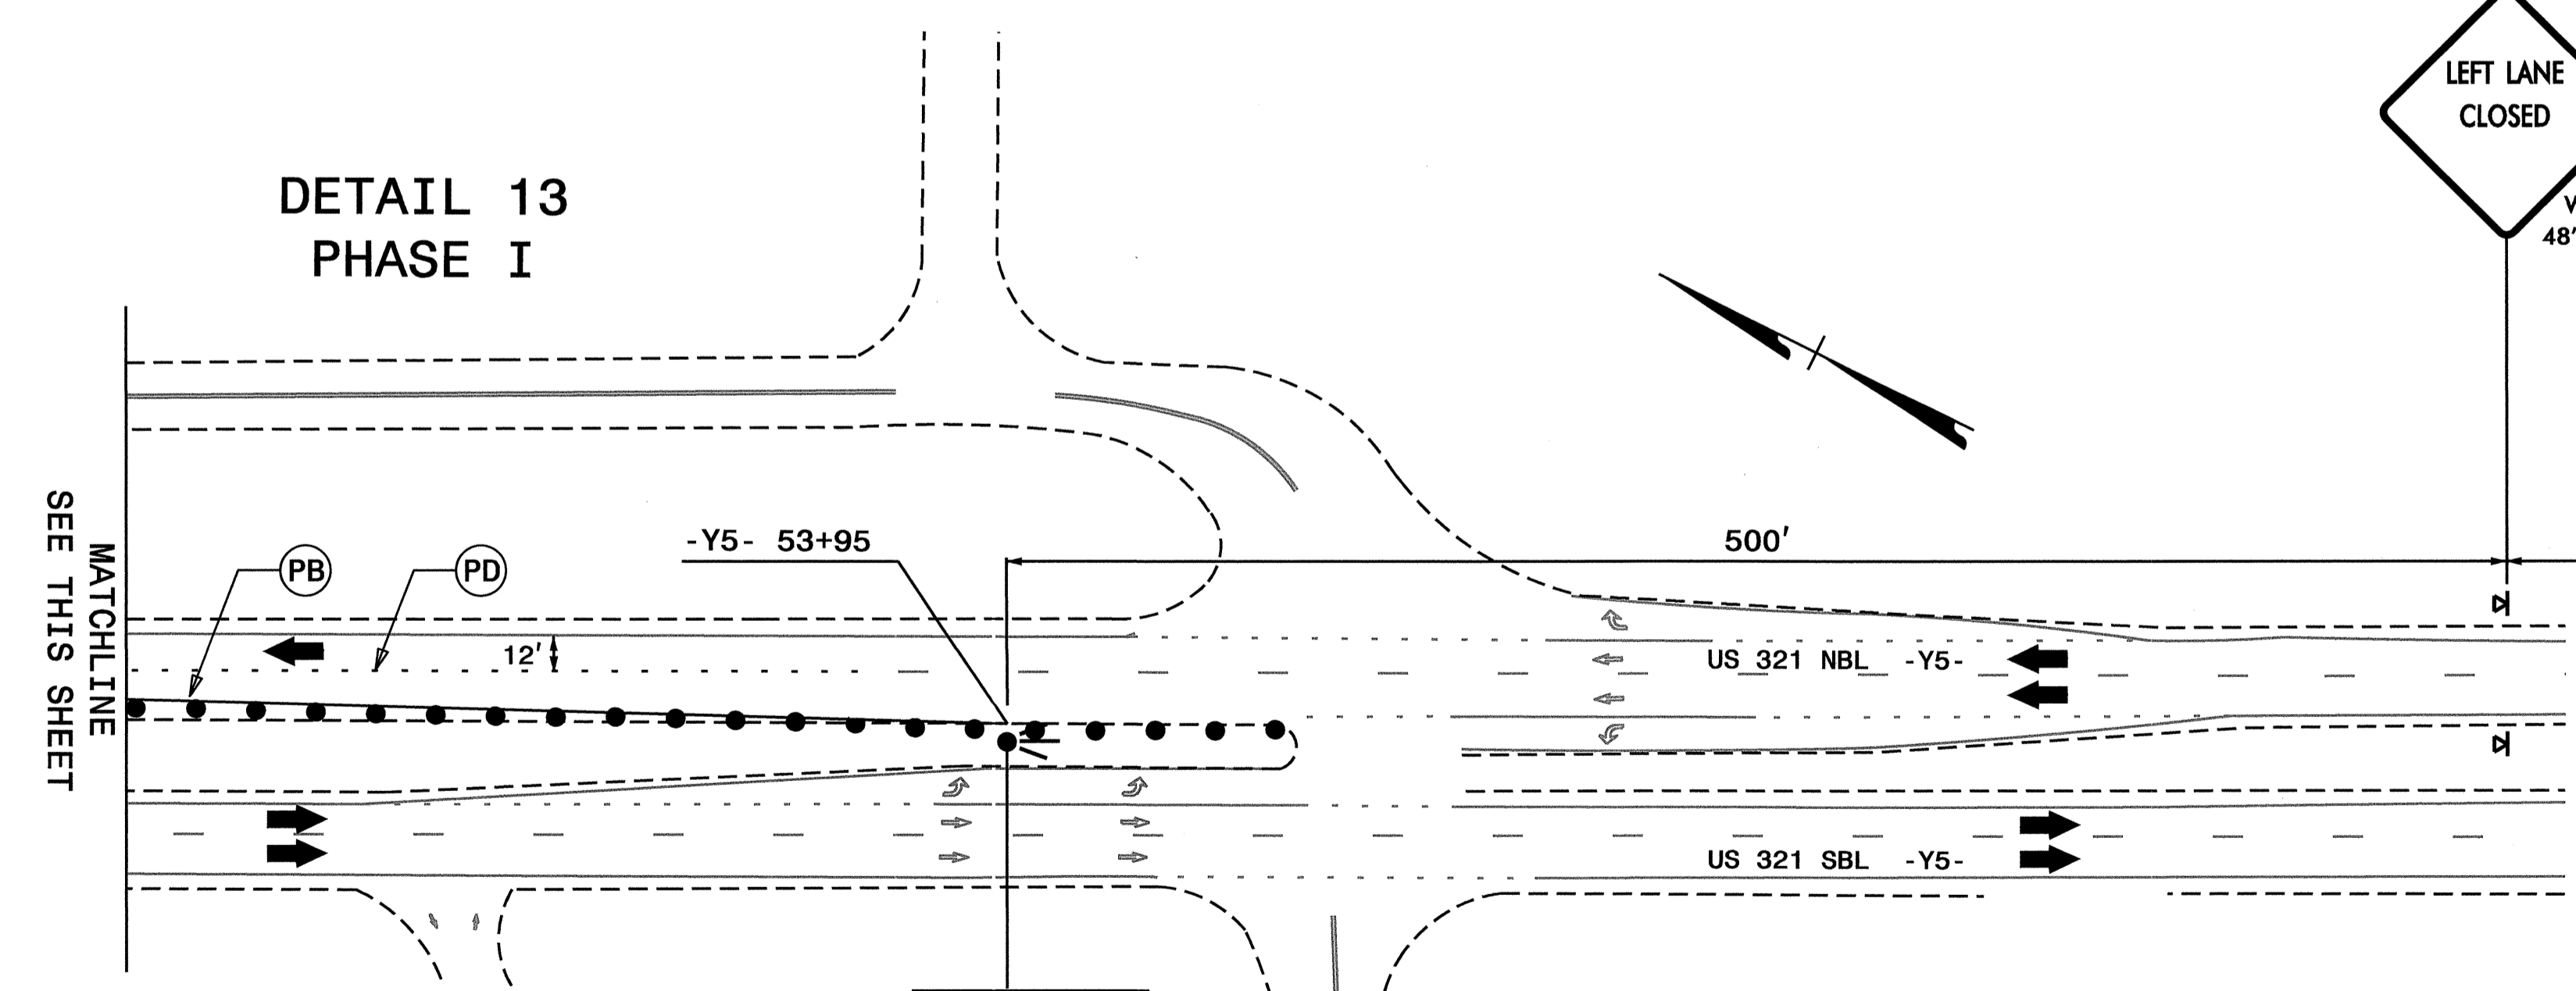 LEFT LANE
CLOSED
48"
DETAIL 13
PHASE I
MATCHLINE
SEE THIS SHEET
PB
PD
-Y5- 53+95
500'
12'
US 321 NBL -Y5-
US 321 SBL -Y5-